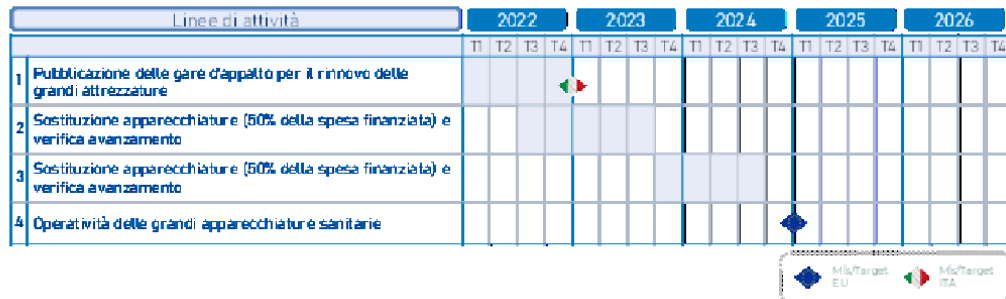 Linee di attività 2022 2023 2024 2025 2026
T1 T2 T3 T4 T1 T2 T3 T4 T1 T2 T3 T4 T1 T2 T3 T4 T1 T2 T3 T4
1 Pubblicazione delle gare d'appalto per il rinnovo delle
grandi attrezzature
2 Sostituzione apparecchiature (50% della spesa finanziata) e
verifica avanzamento
3 Sostituzione apparecchiature (50% della spesa finanziata) e
verifica avanzamento
4 Operatività delle grandi apparecchiature sanitarie
Mls/Target Mls/Target
EU ITA